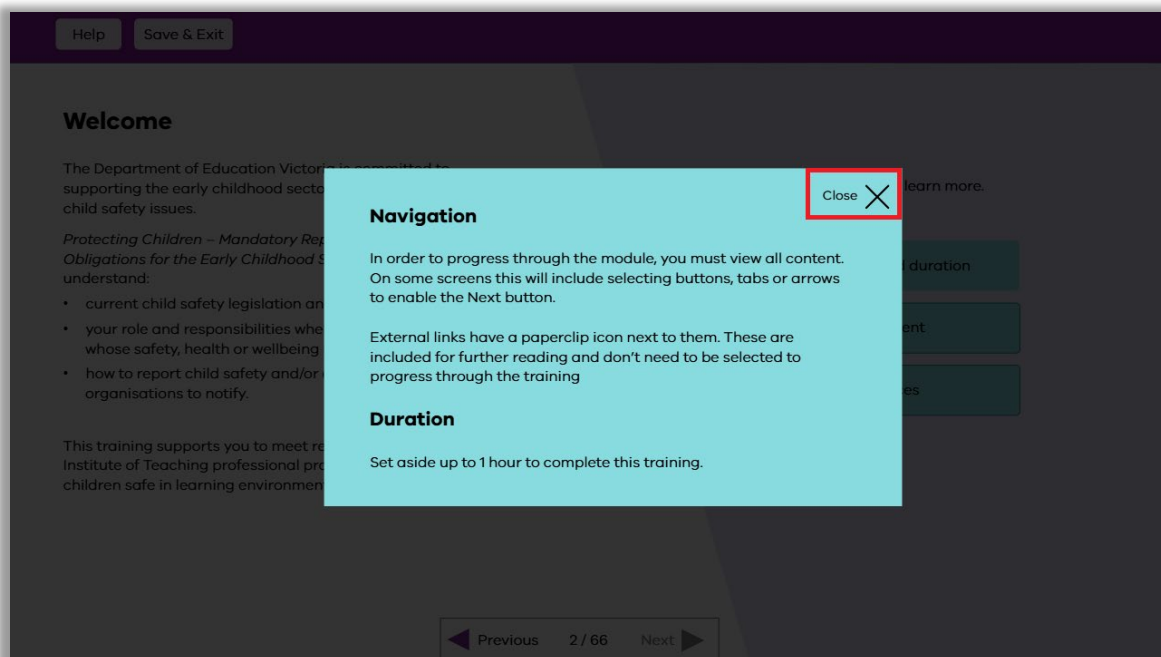 Help
Save & Exit
Welcome
The Department of Education Victoria is committed to
supporting the early childhood secto
child safety issues.
Protecting Children – Mandatory Rep
Obligations for the Early Childhood S
understand:
• current child safety legislation an
• your role and responsibilities whe
whose safety, health or wellbeing
• how to report child safety and/or
organisations to notify.
This training supports you to meet re
Institute of Teaching professional pro
children safe in learning environmen
learn more.
duration
Close
Navigation
In order to progress through the module, you must view all content.
On some screens this will include selecting buttons, tabs or arrows
to enable the Next button.
External links have a paperclip icon next to them. These are
included for further reading and don't need to be selected to
progress through the training
Duration
Set aside up to 1 hour to complete this training.
Previous
2 / 66
Next